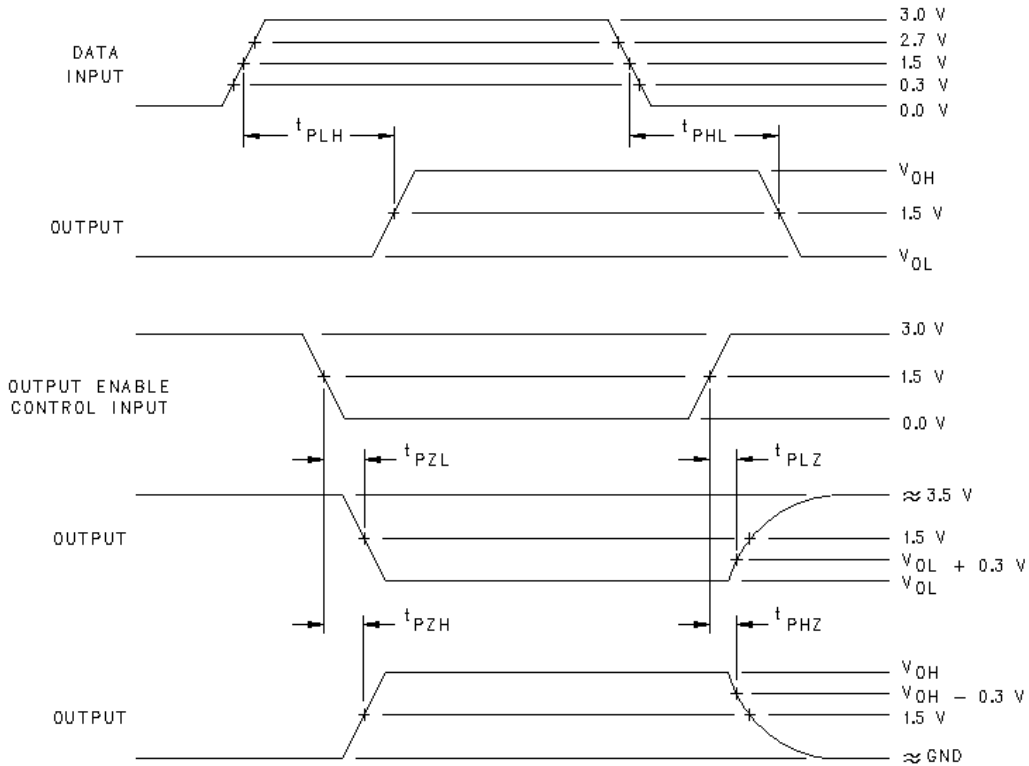 3.0 V
DATA
INPUT
2.7 V
1.5 V
0.3 V
0.0 V
tPLH
tPHL
VOH
OUTPUT
1.5 V
VOL
3.0 V
OUTPUT ENABLE
CONTROL INPUT
1.5 V
0.0 V
tPZL
tPLZ
≈ 3.5 V
OUTPUT
1.5 V
VOL + 0.3 V
VOL
tPZH
tPHZ
VOH
VOH - 0.3 V
OUTPUT
1.5 V
≈ GND